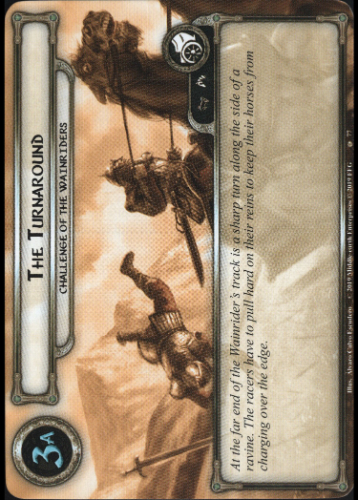 3A
THE TURNAROUND
CHALLENGE OF THE WAINRIDERS
At the far end of the Wainrider's track is a sharp turn along the side of a
ravine. The racers have to pull hard on their reins to keep their horses from
charging over the edge.
Illus. Álvaro Calvo Escudero © 2019 Middle-earth Enterprises © 2019 FFG 77